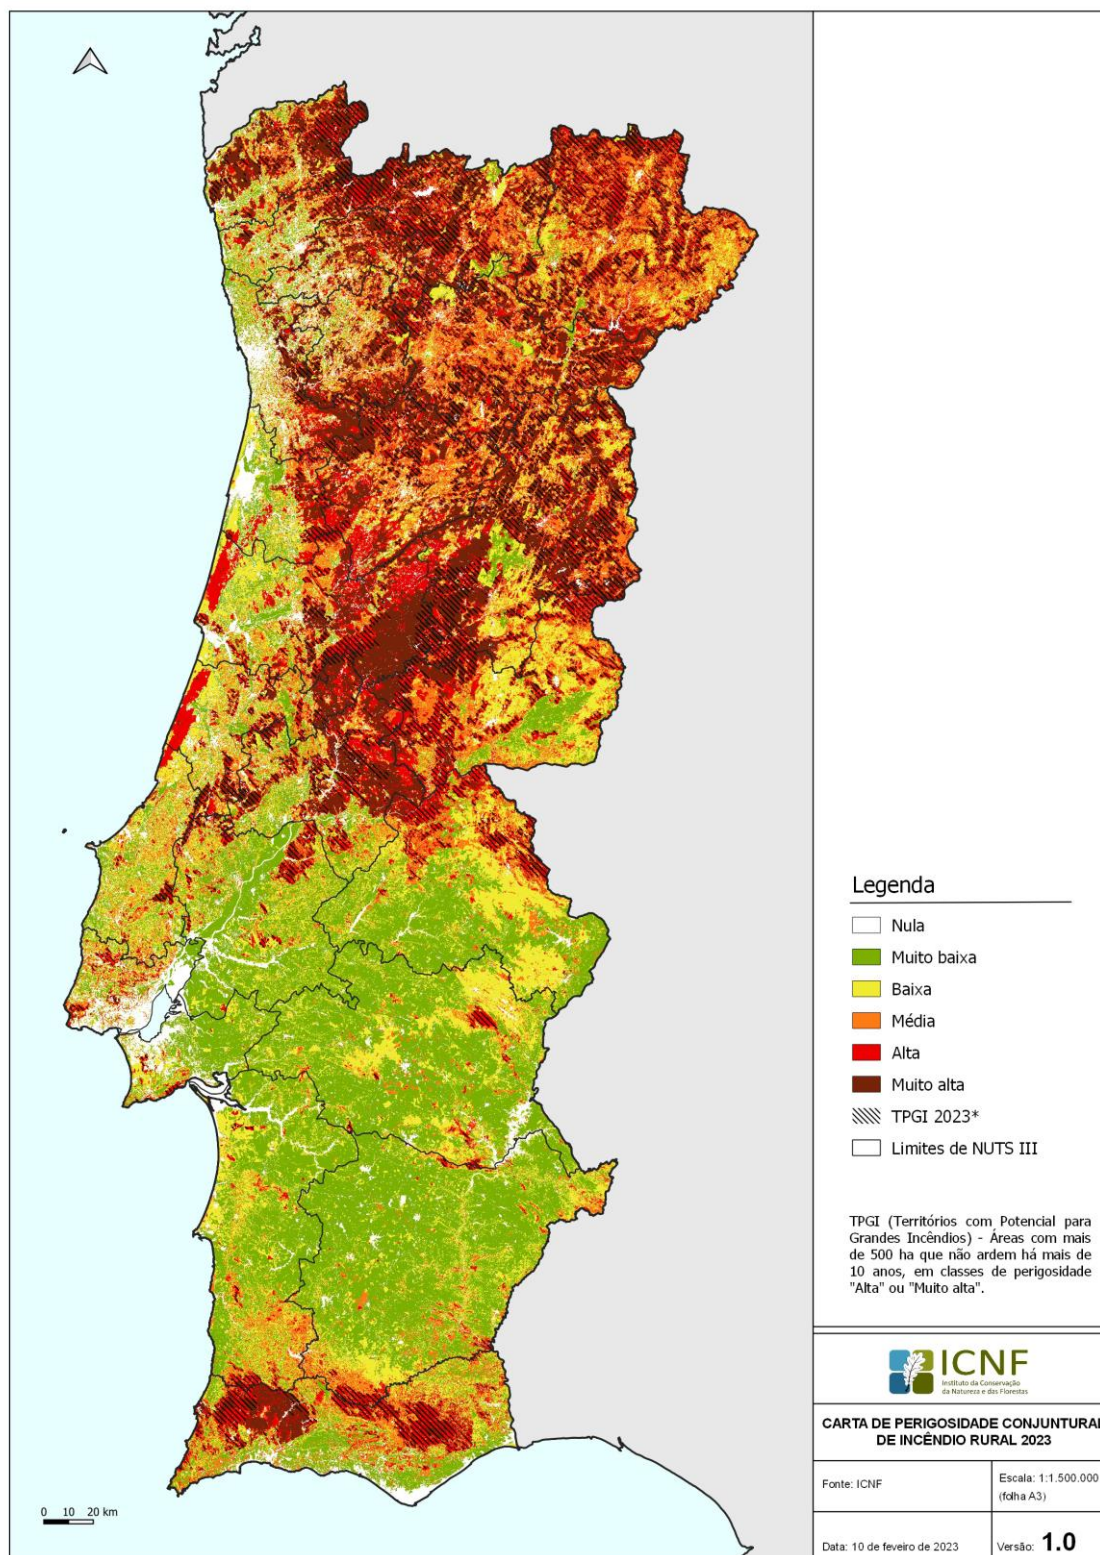 Legenda
Nula
Muito baixa
Baixa
Média
Alta
Muito alta
TPGI 2023*
Limites de NUTS III
TPGI (Territórios com Potencial para
Grandes Incêndios) - Áreas com mais
de 500 ha que não ardem há mais de
10 anos, em classes de perigosidade
"Alta" ou "Muito alta".
ICNF
Instituto da Conservação
da Natureza e das Florestas
CARTA DE PERIGOSIDADE CONJUNTURAL
DE INCÊNDIO RURAL 2023
Fonte: ICNF
Escala: 1:1.500.000
(folha A3)
Data: 10 de feveiro de 2023
Versão: 1.0
0 10 20 km